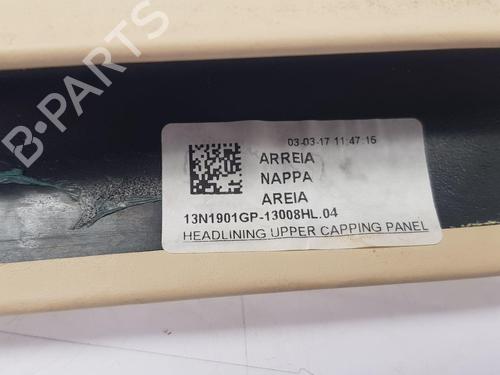 B-PARTS
03-03-17 11:47:15
ARREIA
NAPPA
AREIA
13N1901GP-13008HL.04
HEADLINING UPPER CAPPING PANEL